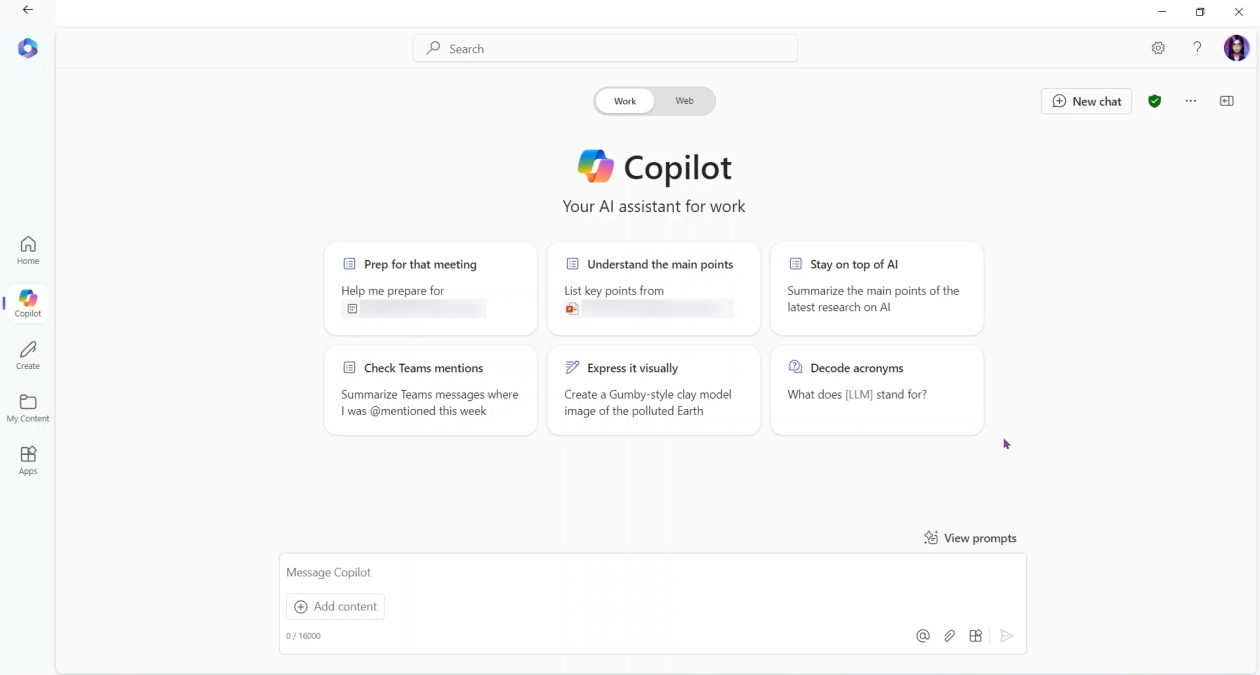 Search
Work
Web
New chat
Copilot
Your AI assistant for work
Home
Copilot
Create
My Content
Apps
Prep for that meeting
Help me prepare for
Understand the main points
List key points from
Stay on top of AI
Summarize the main points of the
latest research on AI
Check Teams mentions
Summarize Teams messages where
I was @mentioned this week
Express it visually
Create a Gumby-style clay model
image of the polluted Earth
Decode acronyms
What does [LLM] stand for?
View prompts
Message Copilot
Add content
0 / 16000